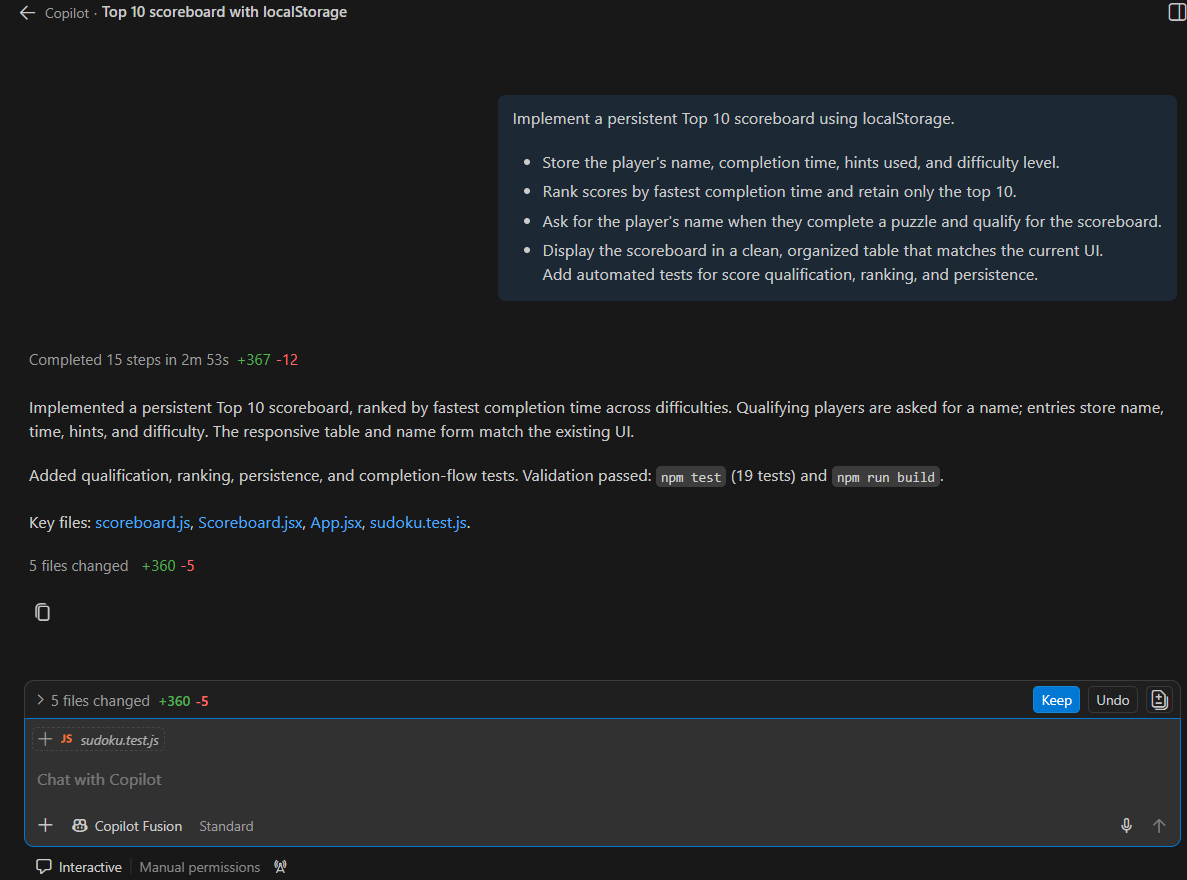 Copilot · Top 10 scoreboard with localStorage
Implement a persistent Top 10 scoreboard using localStorage.
• Store the player's name, completion time, hints used, and difficulty level.
• Rank scores by fastest completion time and retain only the top 10.
• Ask for the player's name when they complete a puzzle and qualify for the scoreboard.
• Display the scoreboard in a clean, organized table that matches the current UI.
Add automated tests for score qualification, ranking, and persistence.
Completed 15 steps in 2m 53s +367 -12
Implemented a persistent Top 10 scoreboard, ranked by fastest completion time across difficulties. Qualifying players are asked for a name; entries store name,
time, hints, and difficulty. The responsive table and name form match the existing UI.
Added qualification, ranking, persistence, and completion-flow tests. Validation passed: npm test (19 tests) and npm run build.
Key files: scoreboard.js, Scoreboard.jsx, App.jsx, sudoku.test.js.
5 files changed +360 -5
5 files changed +360 -5
Keep Undo
JS sudoku.test.js
Chat with Copilot
Copilot Fusion Standard
Interactive Manual permissions